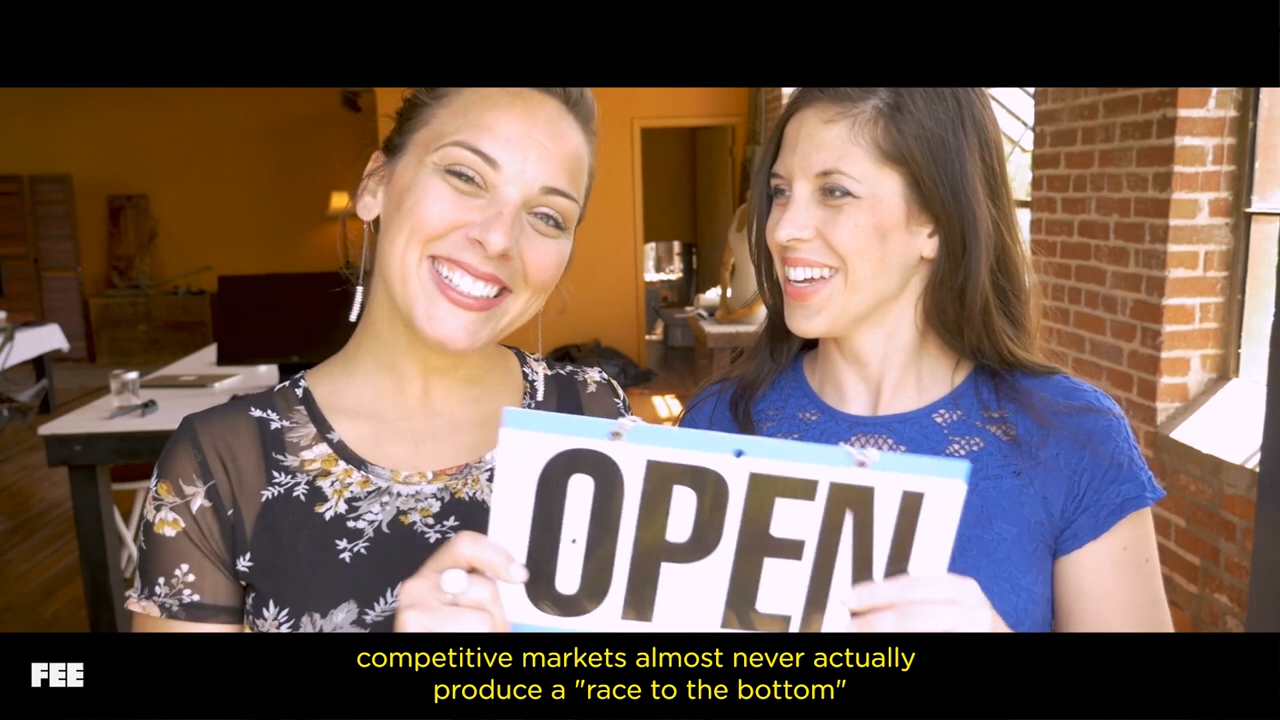 OPEN
FEE
competitive markets almost never actually
produce a "race to the bottom"